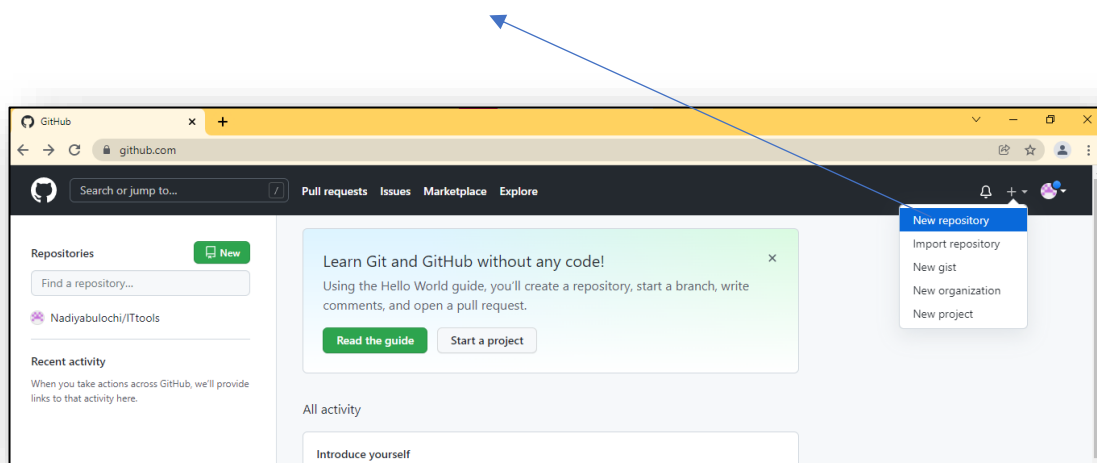 GitHub
github.com
Search or jump to...
/
Pull requests Issues Marketplace Explore
New repository
Import repository
New gist
New organization
New project
Repositories
New
Find a repository...
Nadiyabulochi/ITtools
Recent activity
When you take actions across GitHub, we'll provide
links to that activity here.
Learn Git and GitHub without any code!
Using the Hello World guide, you'll create a repository, start a branch, write
comments, and open a pull request.
Read the guide
Start a project
All activity
Introduce yourself